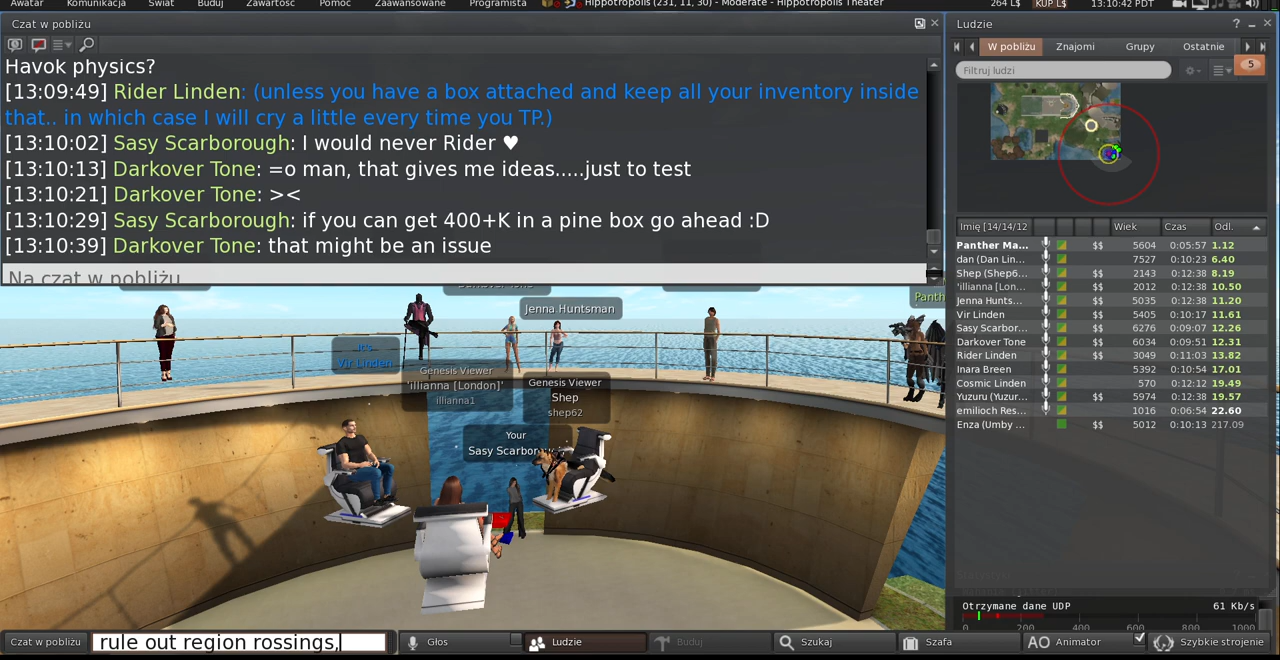 Awatar Komunikacja Świat Buduj Zawartość Pomoc Zaawansowane Programista Hippotropolis (231, 11, 30) - Moderate - Hippotropolis Theater 264 L$ KUP L$ 13:10:42 PDT
Czat w pobliżu
Havok physics?
[13:09:49] Rider Linden: (unless you have a box attached and keep all your inventory inside
that.. in which case I will cry a little every time you TP.)
[13:10:02] Sasy Scarborough: I would never Rider ♥
[13:10:13] Darkover Tone: =o man, that gives me ideas.....just to test
[13:10:21] Darkover Tone: ><
[13:10:29] Sasy Scarborough: if you can get 400+K in a pine box go ahead :D
[13:10:39] Darkover Tone: that might be an issue
Na czat w pobliżu
Darkover Tone
Jenna Huntsman
Panth
It's
Vir Linden
Genesis Viewer
'illianna [London]'
illianna1
Genesis Viewer
Shep
shep62
Your
Sasy Scarborou
Ludzie
W pobliżu Znajomi Grupy Ostatnie
Filtruj ludzi
5
Imię [14/14/12 Wiek Czas Odl.
Panther Ma... $$ 5604 0:05:57 1.12
dan (Dan Lin... 7527 0:10:23 6.40
Shep (Shep6... $$ 2143 0:12:38 8.19
'illianna [Lon... $$ 2012 0:12:38 10.50
Jenna Hunts... $$ 5035 0:12:38 11.20
Vir Linden $$ 5405 0:10:17 11.61
Sasy Scarbor... $$ 6276 0:09:07 12.26
Darkover Tone $$ 6034 0:09:51 12.31
Rider Linden $$ 3049 0:11:03 13.82
Inara Breen 5392 0:10:54 17.01
Cosmic Linden 570 0:12:12 19.49
Yuzuru (Yuzur... $$ 5974 0:12:38 19.57
emilioch Res... 1016 0:06:54 22.60
Enza (Umby ... $$ 5012 0:10:13 217.09
Otrzymane dane UDP 61 Kb/s
0 200 400 600 800 1000
Czat w pobliżu rule out region rossings, Głos Ludzie Buduj Szukaj Szafa AO Animator Szybkie strojenie